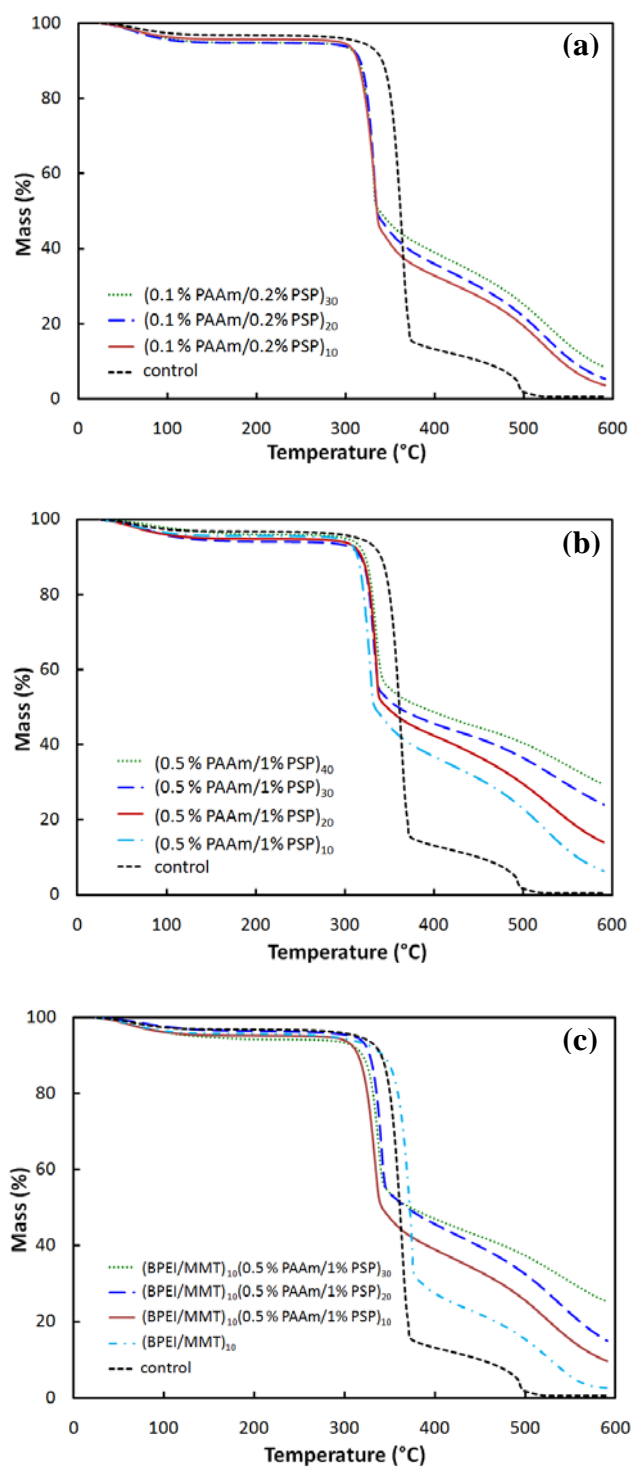 (a)
100
80
60
40
20
0
Mass (%)
(0.1 % PAAm/0.2% PSP)30
(0.1 % PAAm/0.2% PSP)20
(0.1 % PAAm/0.2% PSP)10
control
0 100 200 300 400 500 600
Temperature (°C)
(b)
100
80
60
40
20
0
Mass (%)
(0.5 % PAAm/1% PSP)40
(0.5 % PAAm/1% PSP)30
(0.5 % PAAm/1% PSP)20
(0.5 % PAAm/1% PSP)10
control
0 100 200 300 400 500 600
Temperature (°C)
(c)
100
80
60
40
20
0
Mass (%)
(BPEI/MMT)10(0.5 % PAAm/1% PSP)30
(BPEI/MMT)10(0.5 % PAAm/1% PSP)20
(BPEI/MMT)10(0.5 % PAAm/1% PSP)10
(BPEI/MMT)10
control
0 100 200 300 400 500 600
Temperature (°C)